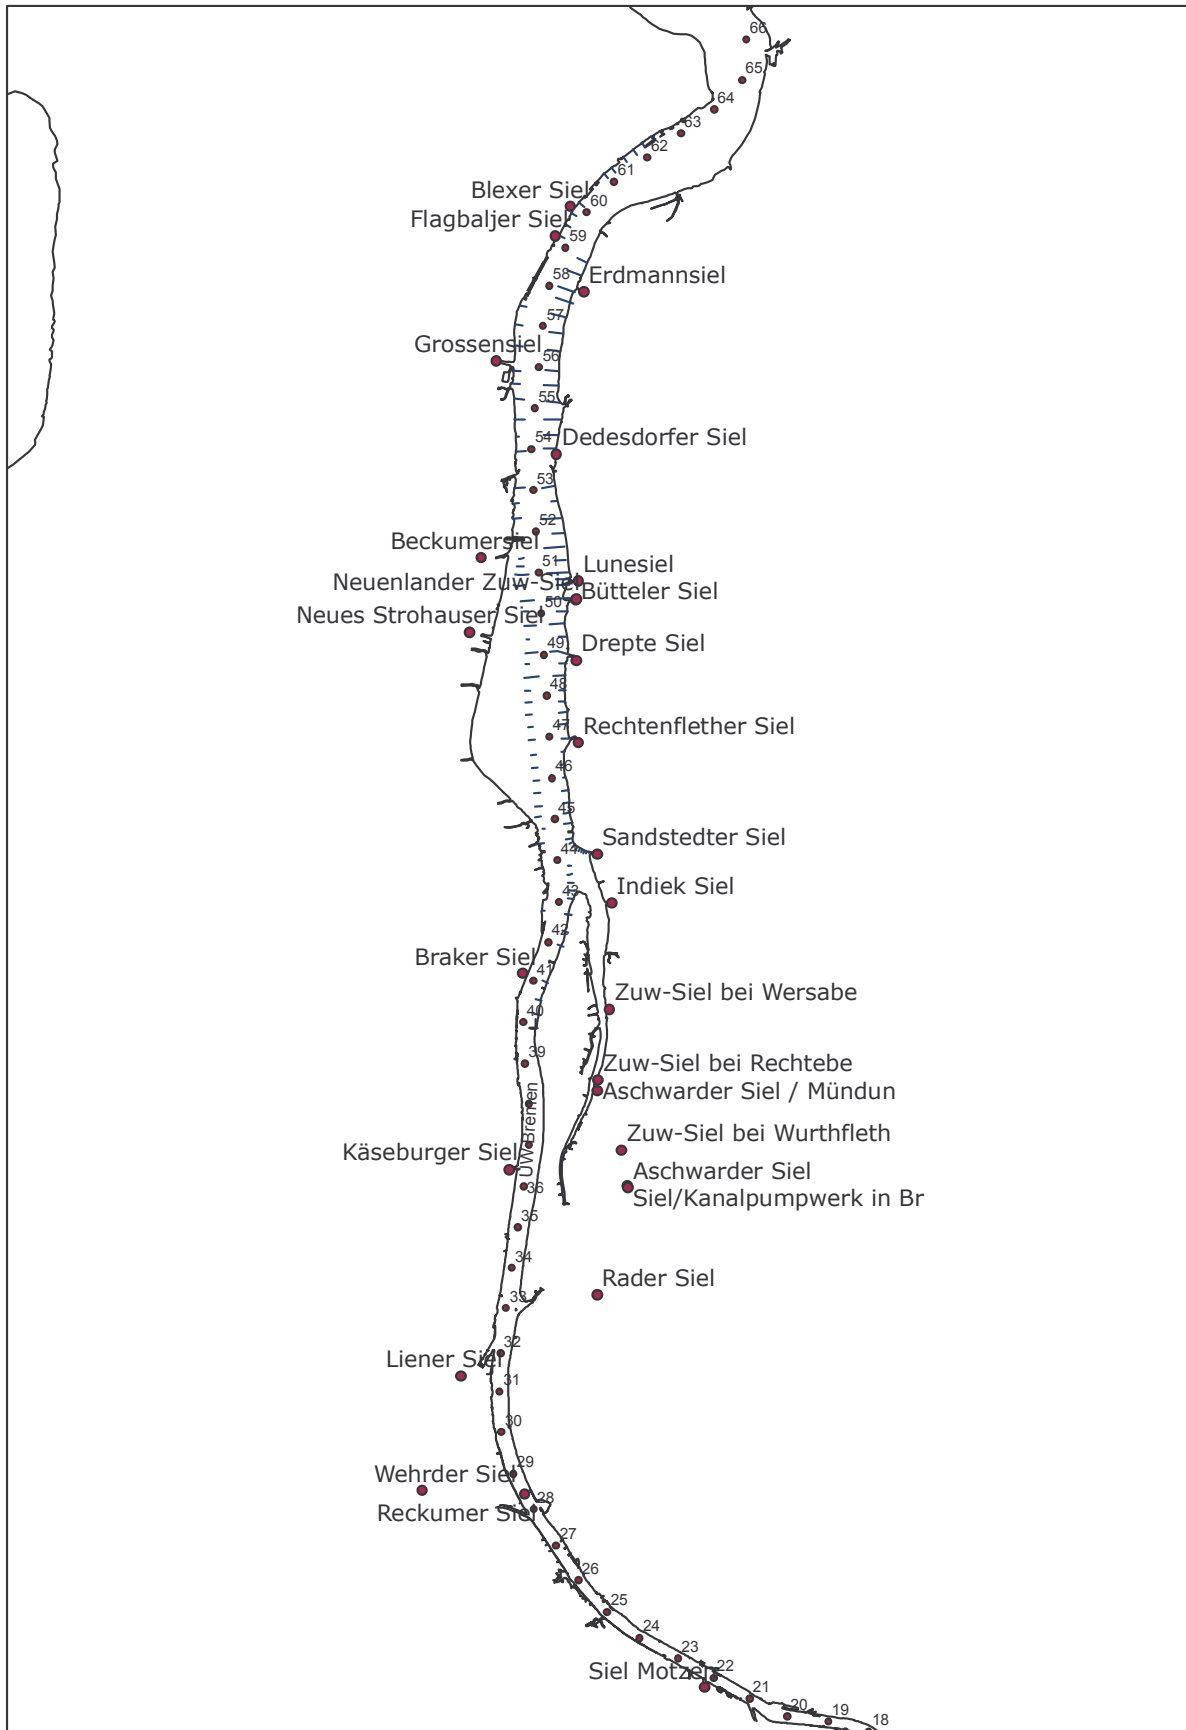 66
65
64
63
62
61
Blexer Siel
60
Flagbaljer Siel
59
Erdmannsiel
58
57
Grossensiel
56
55
Dedesdorfer Siel
54
53
52
Beckumersiel
51
Lunesiel
Neuenlander Zuw-Siel
Bütteler Siel
50
Neues Strohauser Siel
Drepte Siel
49
48
Rechtenflether Siel
47
46
45
Sandstedter Siel
44
Indiek Siel
43
42
Braker Siel
41
Zuw-Siel bei Wersabe
40
39
Zuw-Siel bei Rechtebe
Aschwarder Siel / Mündun
UW Bremen
Zuw-Siel bei Wurthfleth
Käseburger Siel
Aschwarder Siel
36
Siel/Kanalpumpwerk in Br
35
34
Rader Siel
33
32
Liener Siel
31
30
29
Wehrder Siel
28
Reckumer Siel
27
26
25
24
23
Siel Motzen
22
21
20
19
18